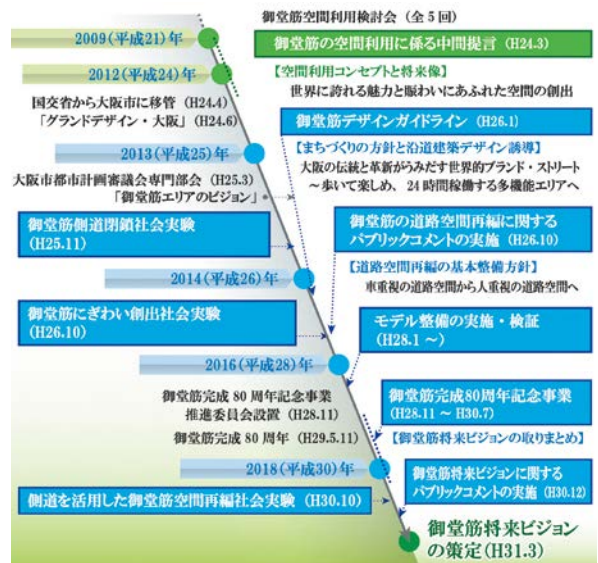 御堂筋空間利用検討会（全5回）
2009（平成21）年
御堂筋の空間利用に係る中間提言（H24.3）
2012（平成24）年
【空間利用コンセプトと将来像】
世界に誇れる魅力と賑わいにあふれた空間の創出
国交省から大阪市に移管（H24.4）
「グランドデザイン・大阪」（H24.6）
御堂筋デザインガイドライン（H26.1）
2013（平成25）年
【まちづくりの方針と沿道建築デザイン誘導】
大阪の伝統と革新がうみだす世界的ブランド・ストリート
～歩いて楽しめ、24時間稼働する多機能エリアへ
大阪市都市計画審議会専門部会（H25.3）
「御堂筋エリアのビジョン」
御堂筋側道閉鎖社会実験
（H25.11）
御堂筋の道路空間再編に関する
パブリックコメントの実施（H26.10）
2014（平成26）年
【道路空間再編の基本整備方針】
車重視の道路空間から人重視の道路空間へ
御堂筋にぎわい創出社会実験
（H26.10）
モデル整備の実施・検証
（H28.1～）
2016（平成28）年
御堂筋完成80周年記念事業
推進委員会設置（H28.11）
御堂筋完成80周年記念事業
（H28.11～H30.7）
御堂筋完成80周年（H29.5.11）
【御堂筋将来ビジョンの取りまとめ】
2018（平成30）年
御堂筋将来ビジョンに関する
パブリックコメントの実施（H30.12）
側道を活用した御堂筋空間再編社会実験
（H30.10）
御堂筋将来ビジョン
の策定（H31.3）